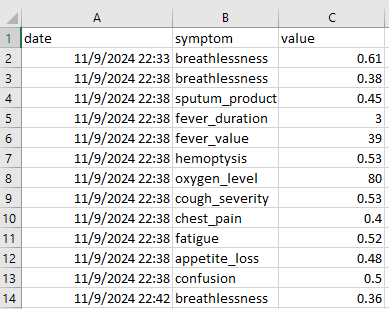 A B C
1 date symptom value
2 11/9/2024 22:33 breathlessness 0.61
3 11/9/2024 22:38 breathlessness 0.38
4 11/9/2024 22:38 sputum_product 0.45
5 11/9/2024 22:38 fever_duration 3
6 11/9/2024 22:38 fever_value 39
7 11/9/2024 22:38 hemoptysis 0.53
8 11/9/2024 22:38 oxygen_level 80
9 11/9/2024 22:38 cough_severity 0.53
10 11/9/2024 22:38 chest_pain 0.4
11 11/9/2024 22:38 fatigue 0.52
12 11/9/2024 22:38 appetite_loss 0.48
13 11/9/2024 22:38 confusion 0.5
14 11/9/2024 22:42 breathlessness 0.36